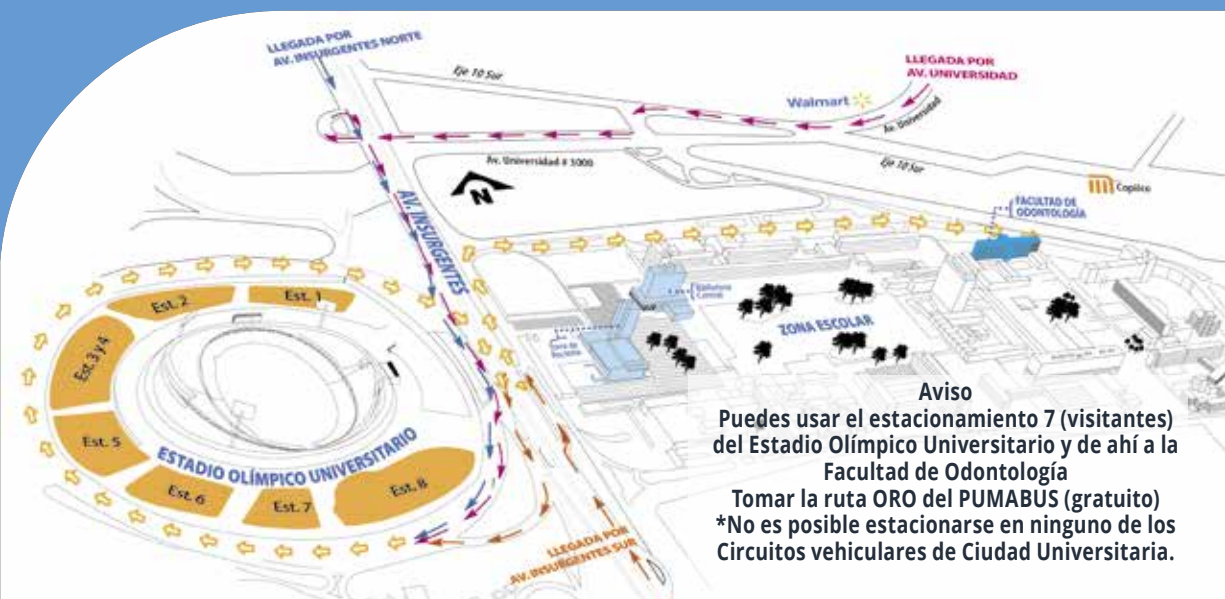 LLEGADA POR
AV. INSURGENTES NORTE
Eje 10 Sur
LLEGADA POR
AV. UNIVERSIDAD
Walmart
Av. Universidad
Av. Universidad # 3000
Eje 10 Sur
N
Copilco
FACULTAD DE
ODONTOLOGÍA
AV. INSURGENTES
Est. 1
Est. 2
Est. 3 y 4
Est. 5
Est. 6
Est. 7
Est. 8
ESTADIO OLÍMPICO UNIVERSITARIO
Biblioteca
Central
Torre de
Rectoría
ZONA ESCOLAR
LLEGADA POR
AV. INSURGENTES SUR
Aviso
Puedes usar el estacionamiento 7 (visitantes)
del Estadio Olímpico Universitario y de ahí a la
Facultad de Odontología
Tomar la ruta ORO del PUMABUS (gratuito)
*No es posible estacionarse en ninguno de los
Circuitos vehiculares de Ciudad Universitaria.